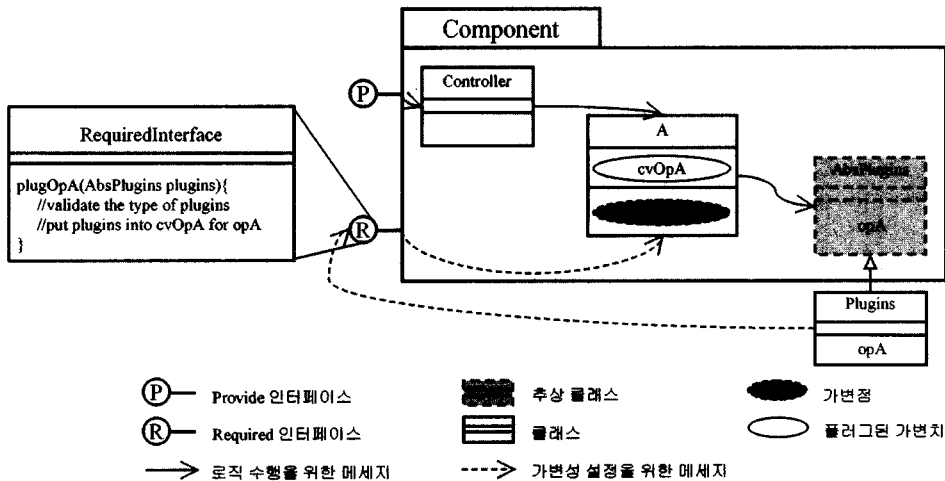 Component
P
Controller
RequiredInterface
A
cvOpA
AbsPlugins
plugOpA(AbsPlugins plugins){
//validate the type of plugins
//put plugins into cvOpA for opA
}
R
opA
Plugins
opA
P Provide 인터페이스
추상 클래스
가변점
R Required 인터페이스
클래스
플러그된 가변치
로직 수행을 위한 메세지
가변성 설정을 위한 메세지